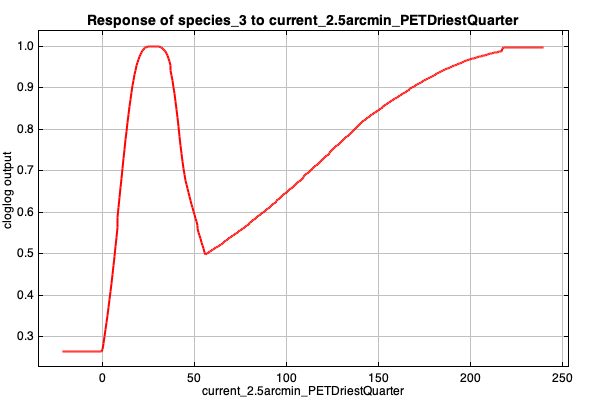 Response of species_3 to current_2.5arcmin_PETDriestQuarter
cloglog output
1.0
0.9
0.8
0.7
0.6
0.5
0.4
0.3
0 50 100 150 200 250
current_2.5arcmin_PETDriestQuarter